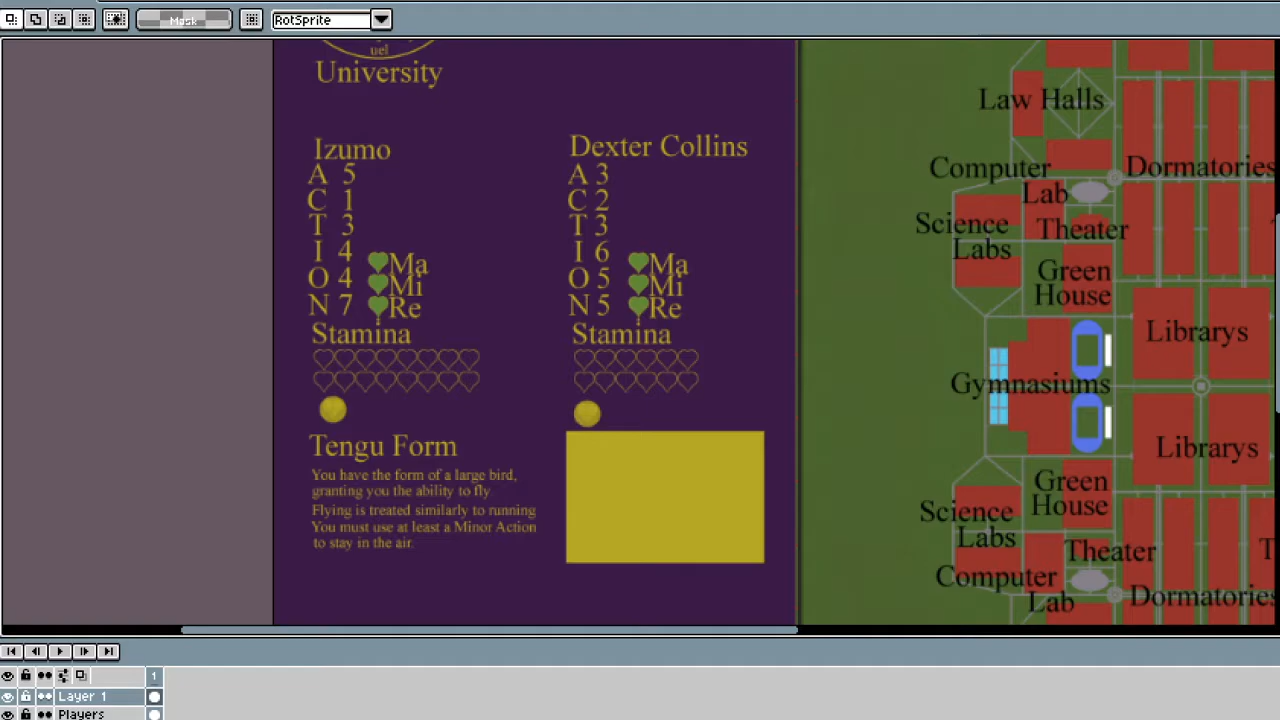 Mask
RotSprite
uel
University
Izumo
A 5
C 1
T 3
I 4
O 4
N 7
Ma
Mi
Re
Stamina
Tengu Form
You have the form of a large bird,
granting you the ability to fly
Flying is treated similarly to running
You must use at least a Minor Action
to stay in the air.
Dexter Collins
A 3
C 2
T 3
I 6
O 5
N 5
Ma
Mi
Re
Stamina
Law Halls
Computer
Lab
Dormatories
Science
Labs
Theater
Green
House
Librarys
Gymnasiums
Librarys
Green
House
Science
Labs
Theater
T
Computer
Lab
Dormatories
1
Layer 1
Players